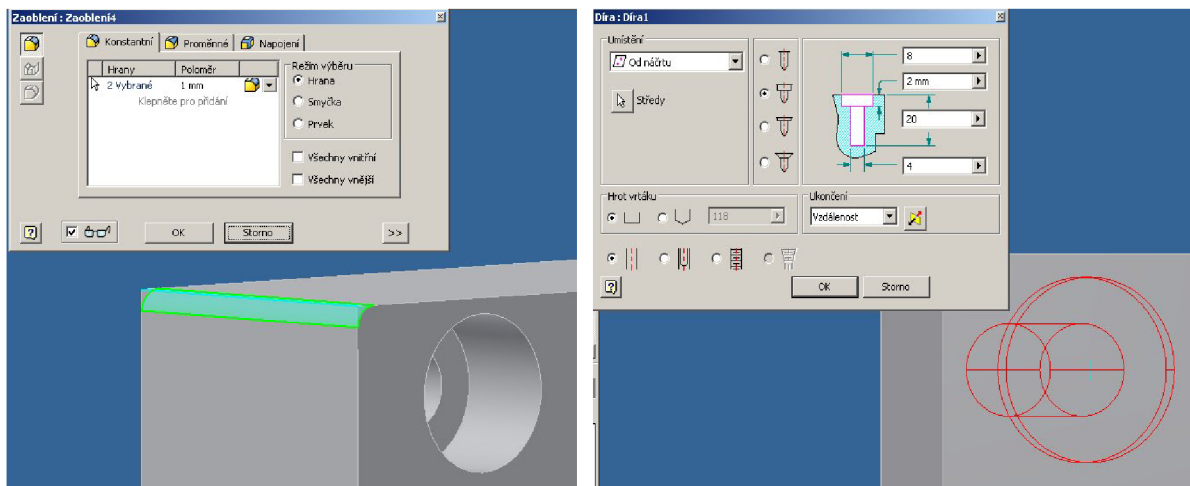 Zaoblení : Zaoblení4
Konstantní
Proměnné
Napojení
Hrany
Poloměr
2 Vybrané
1 mm
Klepněte pro přidání
Režim výběru
Hrana
Smyčka
Prvek
Všechny vnitřní
Všechny vnější
OK
Storno
>>
Díra : Díra1
Umístění
Od náčrtu
Středy
8
2 mm
20
4
Hrot vrtáku
118
Ukončení
Vzdálenost
OK
Storno